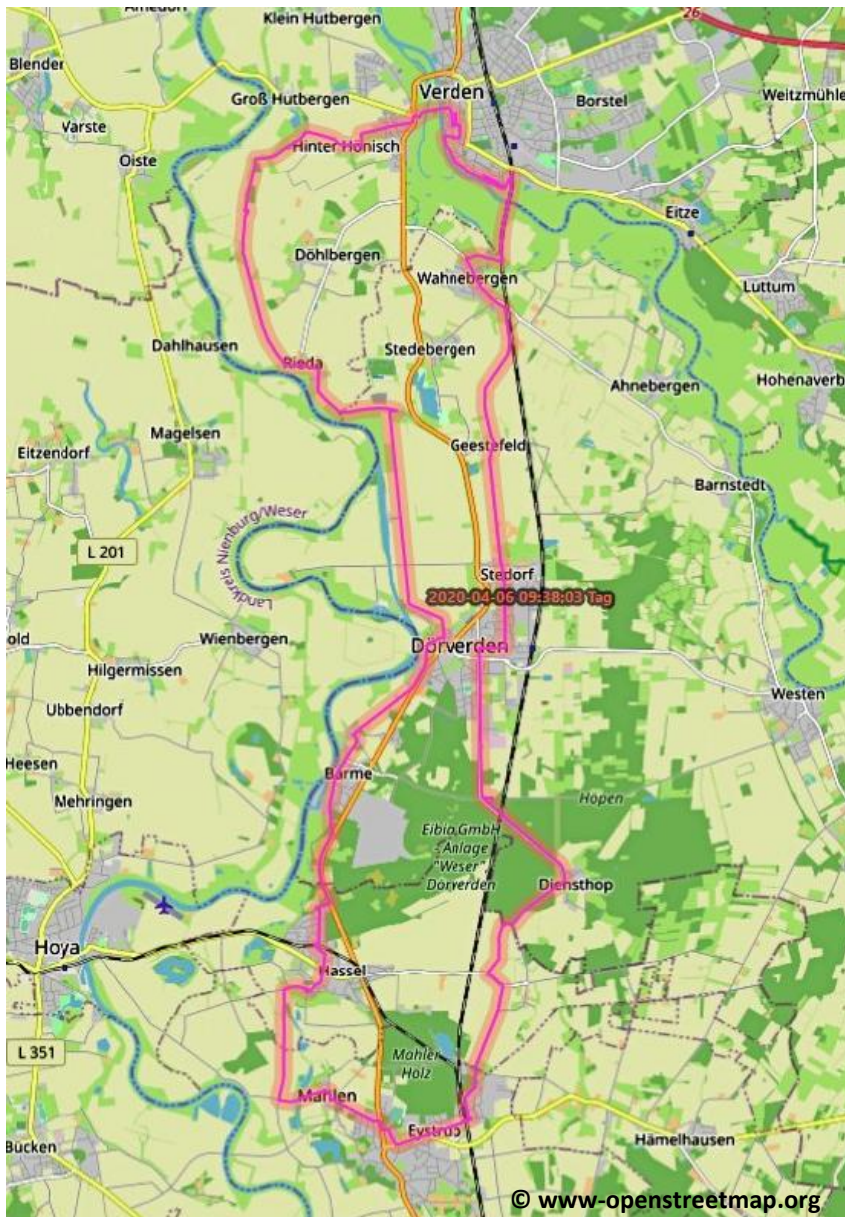 Klein Hutbergen
26
Blender
Verden
Groß Hutbergen
Borstel
Weitzmühle
Varste
Oiste
Hinter Hönisch
Eitze
Döhlbergen
Wahnebergen
Luttum
Dahlhausen
Stedebergen
Rieda
Ahnebergen
Hohenaverb
Magelsen
Eitzendorf
Geestefeld
Barnstedt
Landkreis Nienburg/Weser
L 201
Stedorf
2020-04-06 09:38:03 Tag
old
Wienbergen
Dörverden
Hilgermissen
Westen
Ubbendorf
Heesen
Barme
Mehringen
Hopen
Eibia GmbH
- Anlage
"Weser"
Dörverden
Diensthop
Hoya
Hassel
L 351
Mahler
Holz
Mahlen
Eystrup
Hämelhausen
Bücken
© www-openstreetmap.org